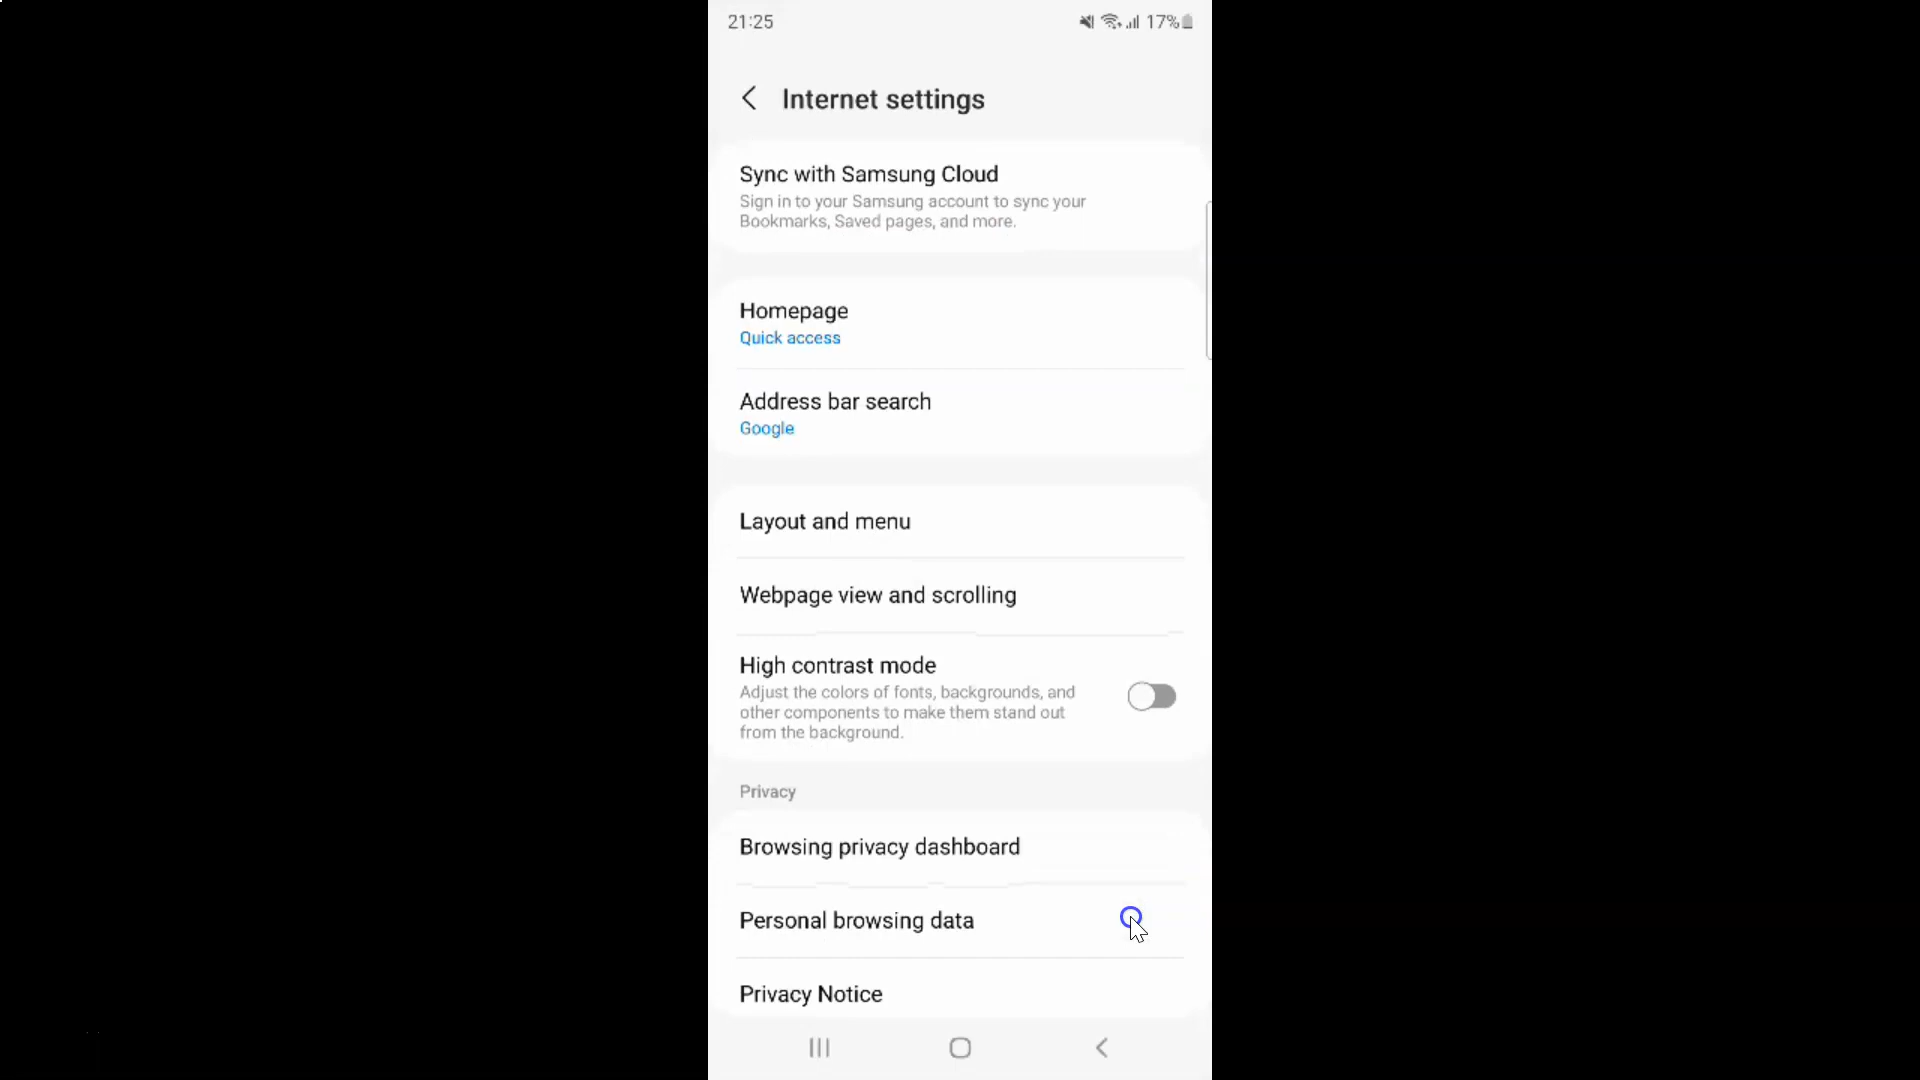 21:25
17%
Internet settings
Sync with Samsung Cloud
Sign in to your Samsung account to sync your
Bookmarks, Saved pages, and more.
Homepage
Quick access
Address bar search
Google
Layout and menu
Webpage view and scrolling
High contrast mode
Adjust the colors of fonts, backgrounds, and
other components to make them stand out
from the background.
Privacy
Browsing privacy dashboard
Personal browsing data
Privacy Notice